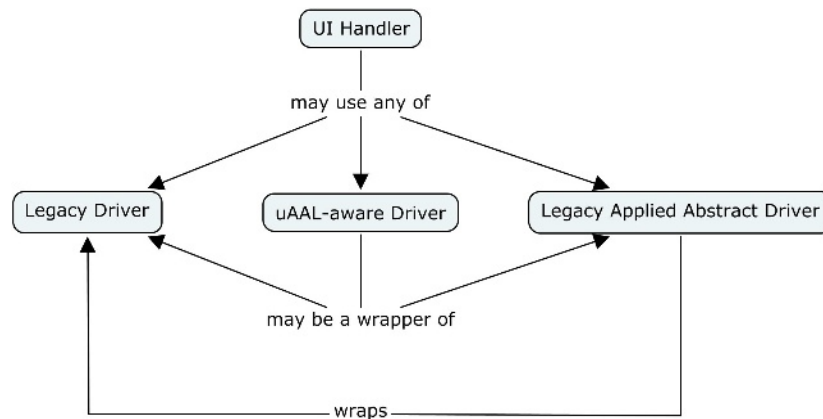 UI Handler
may use any of
Legacy Driver
uAAL-aware Driver
Legacy Applied Abstract Driver
may be a wrapper of
wraps